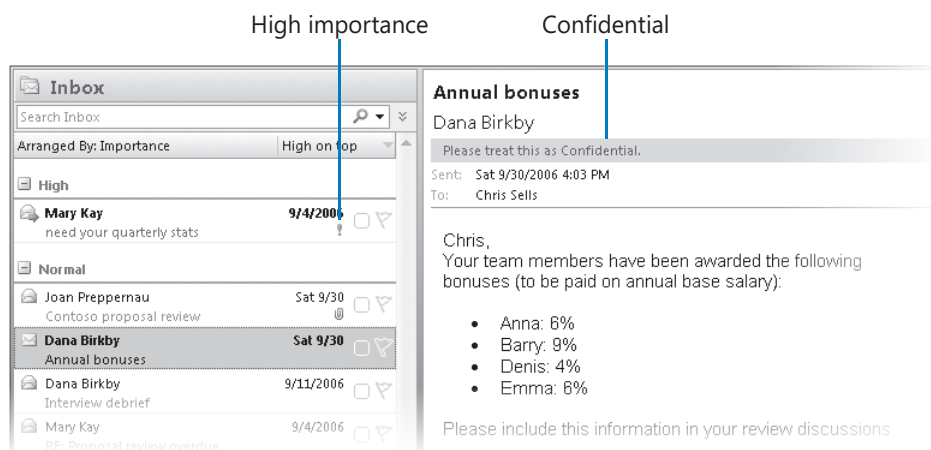 High importance
Confidential
Inbox
Search Inbox
Arranged By: Importance
High on top
High
Mary Kay 9/4/2006
need your quarterly stats
Normal
Joan Preppernau Sat 9/30
Contoso proposal review
Dana Birkby Sat 9/30
Annual bonuses
Dana Birkby 9/11/2006
Interview debrief
Mary Kay 9/4/2006
RE: Proposal review overdue
Annual bonuses
Dana Birkby
Please treat this as Confidential.
Sent: Sat 9/30/2006 4:03 PM
To: Chris Sells
Chris,
Your team members have been awarded the following
bonuses (to be paid on annual base salary):
• Anna: 6%
• Barry: 9%
• Denis: 4%
• Emma: 6%
Please include this information in your review discussions.